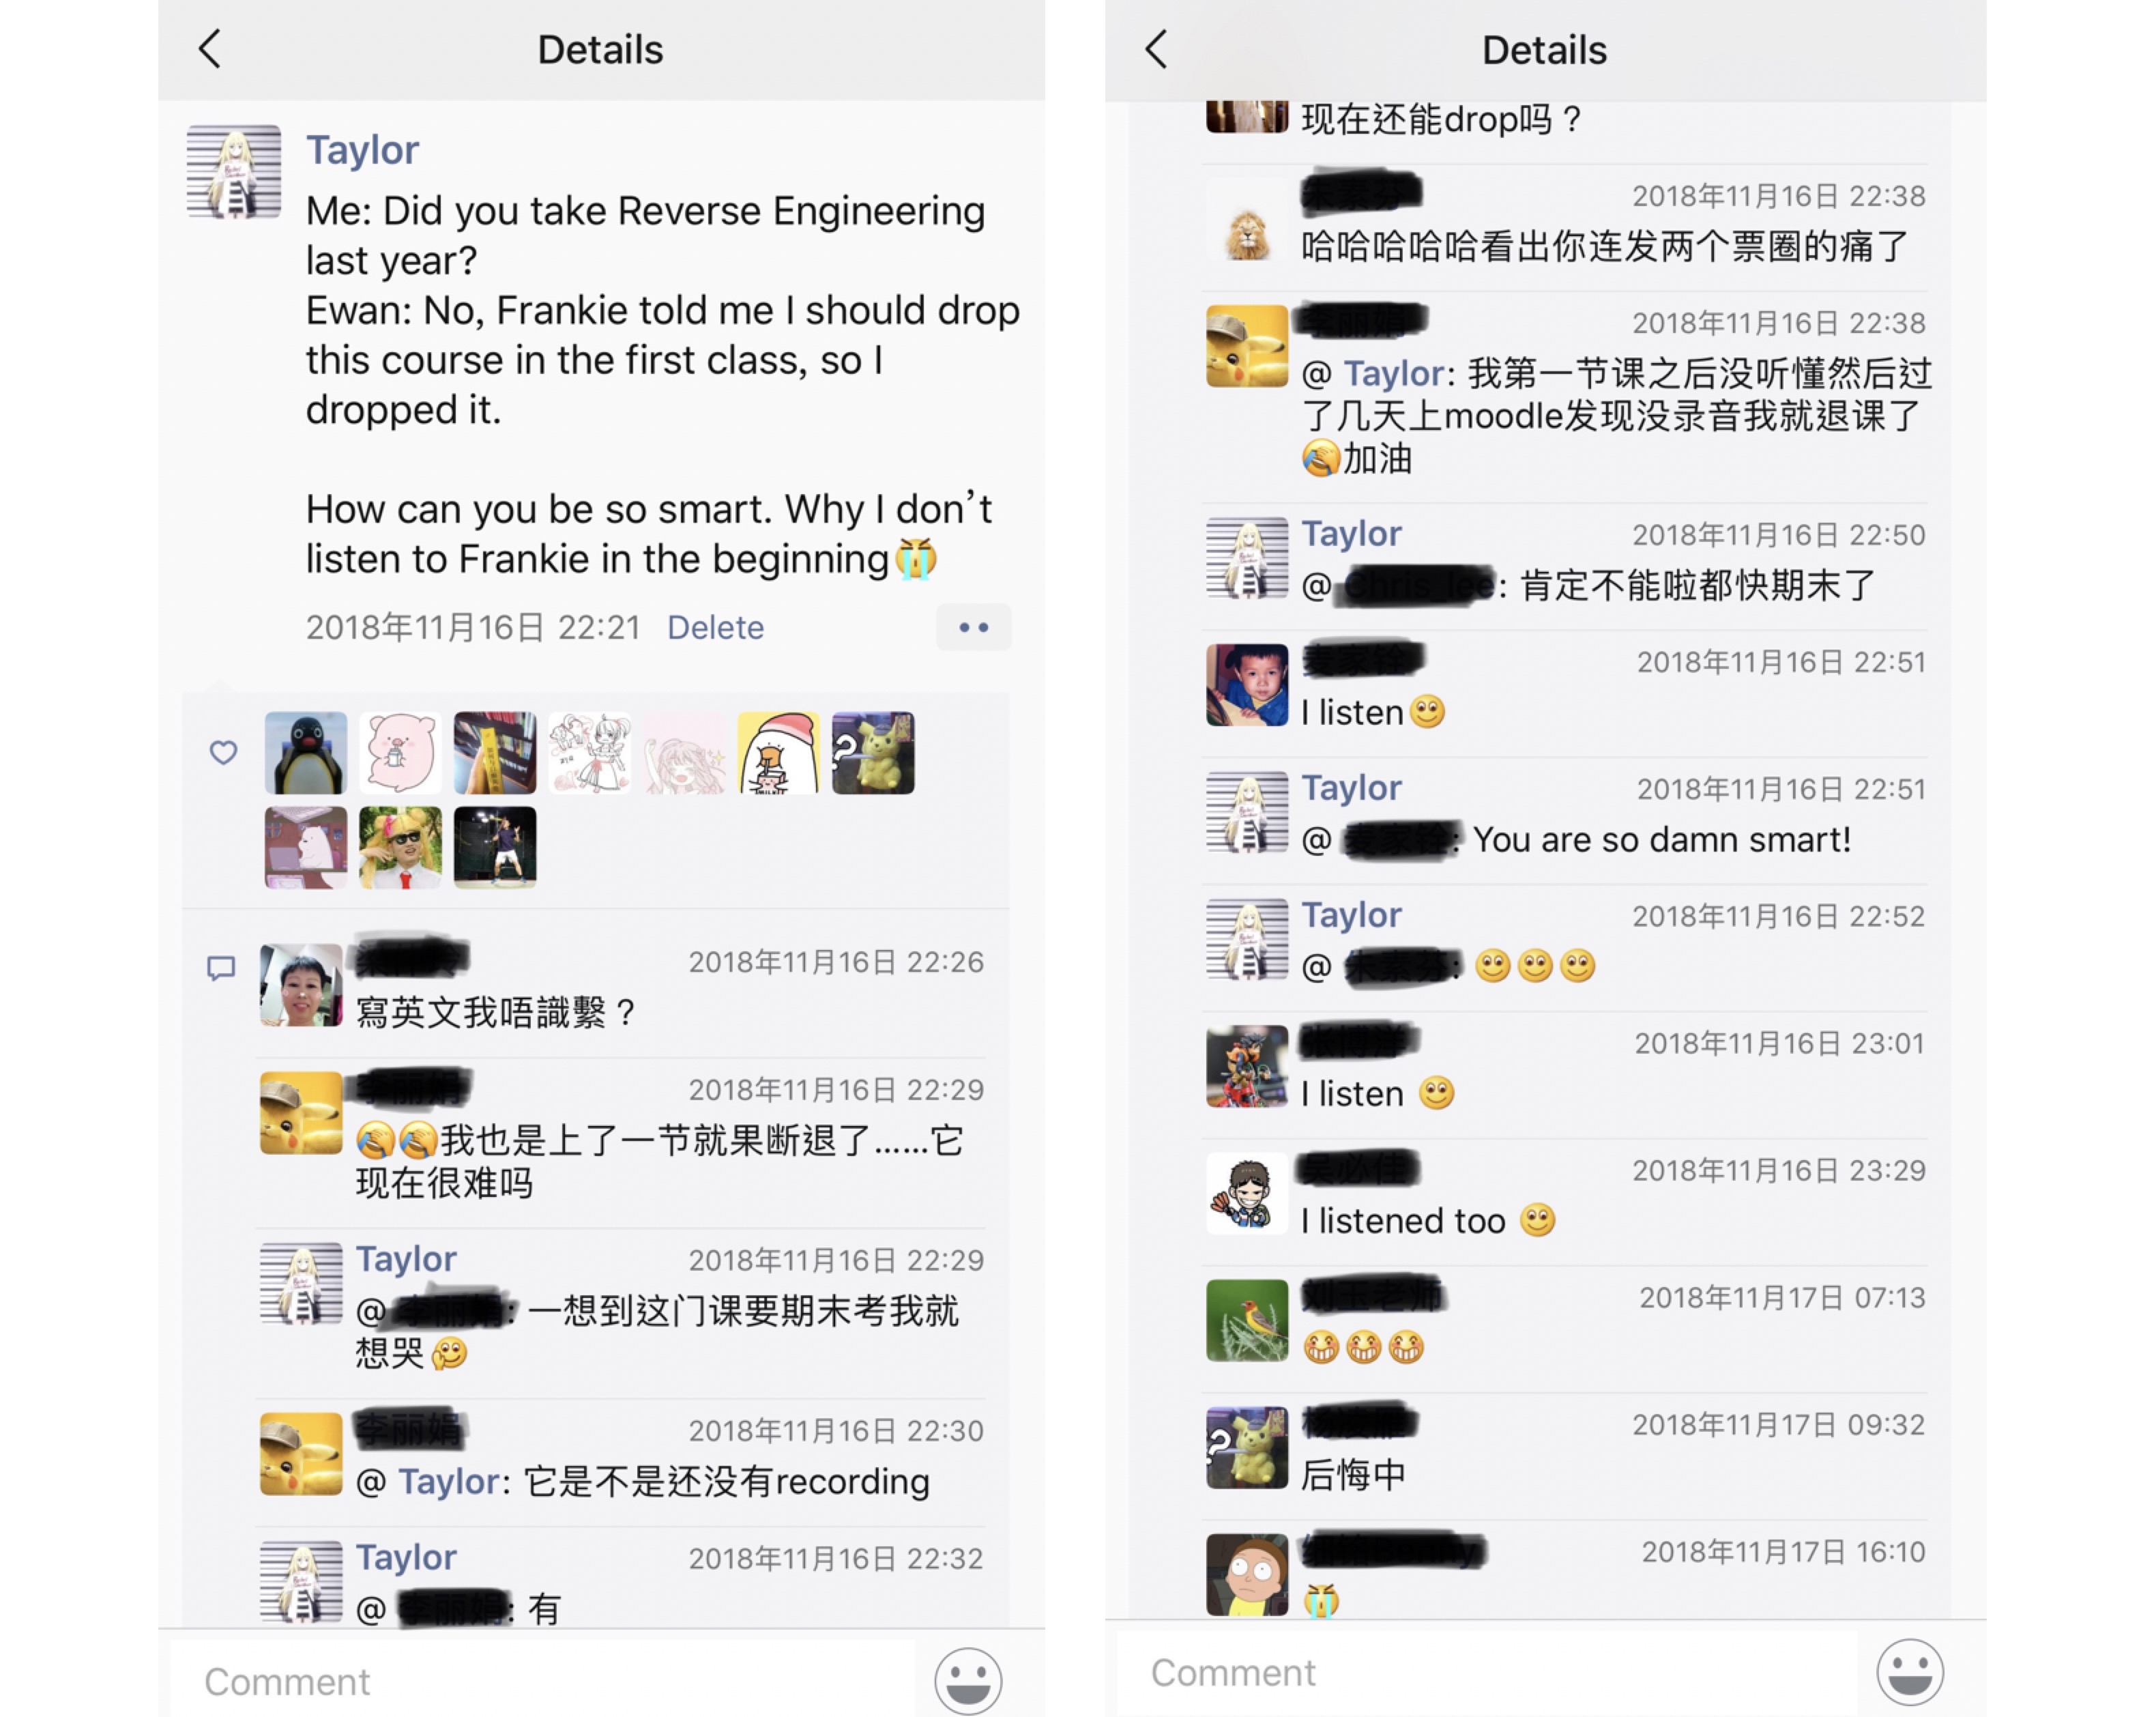 Details
Taylor
Me: Did you take Reverse Engineering
last year?
Ewan: No, Frankie told me I should drop
this course in the first class, so I
dropped it.
How can you be so smart. Why I don't
listen to Frankie in the beginning😭
2018年11月16日 22:21 Delete
2018年11月16日 22:26
寫英文我唔識繫？
2018年11月16日 22:29
我也是上了一节就果断退了……它
现在很难吗
Taylor 2018年11月16日 22:29
@ : 一想到这门课要期末考我就
想哭
2018年11月16日 22:30
@ Taylor: 它是不是还没有recording
Taylor 2018年11月16日 22:32
@ : 有
Comment
Details
现在还能drop吗？
2018年11月16日 22:38
哈哈哈哈哈看出你连发两个票圈的痛了
2018年11月16日 22:38
@ Taylor: 我第一节课之后没听懂然后过
了几天上moodle发现没录音我就退课了
加油
Taylor 2018年11月16日 22:50
@ : 肯定不能啦都快期末了
2018年11月16日 22:51
I listen
Taylor 2018年11月16日 22:51
@ : You are so damn smart!
Taylor 2018年11月16日 22:52
@ :
2018年11月16日 23:01
I listen
2018年11月16日 23:29
I listened too
2018年11月17日 07:13
2018年11月17日 09:32
后悔中
2018年11月17日 16:10
Comment